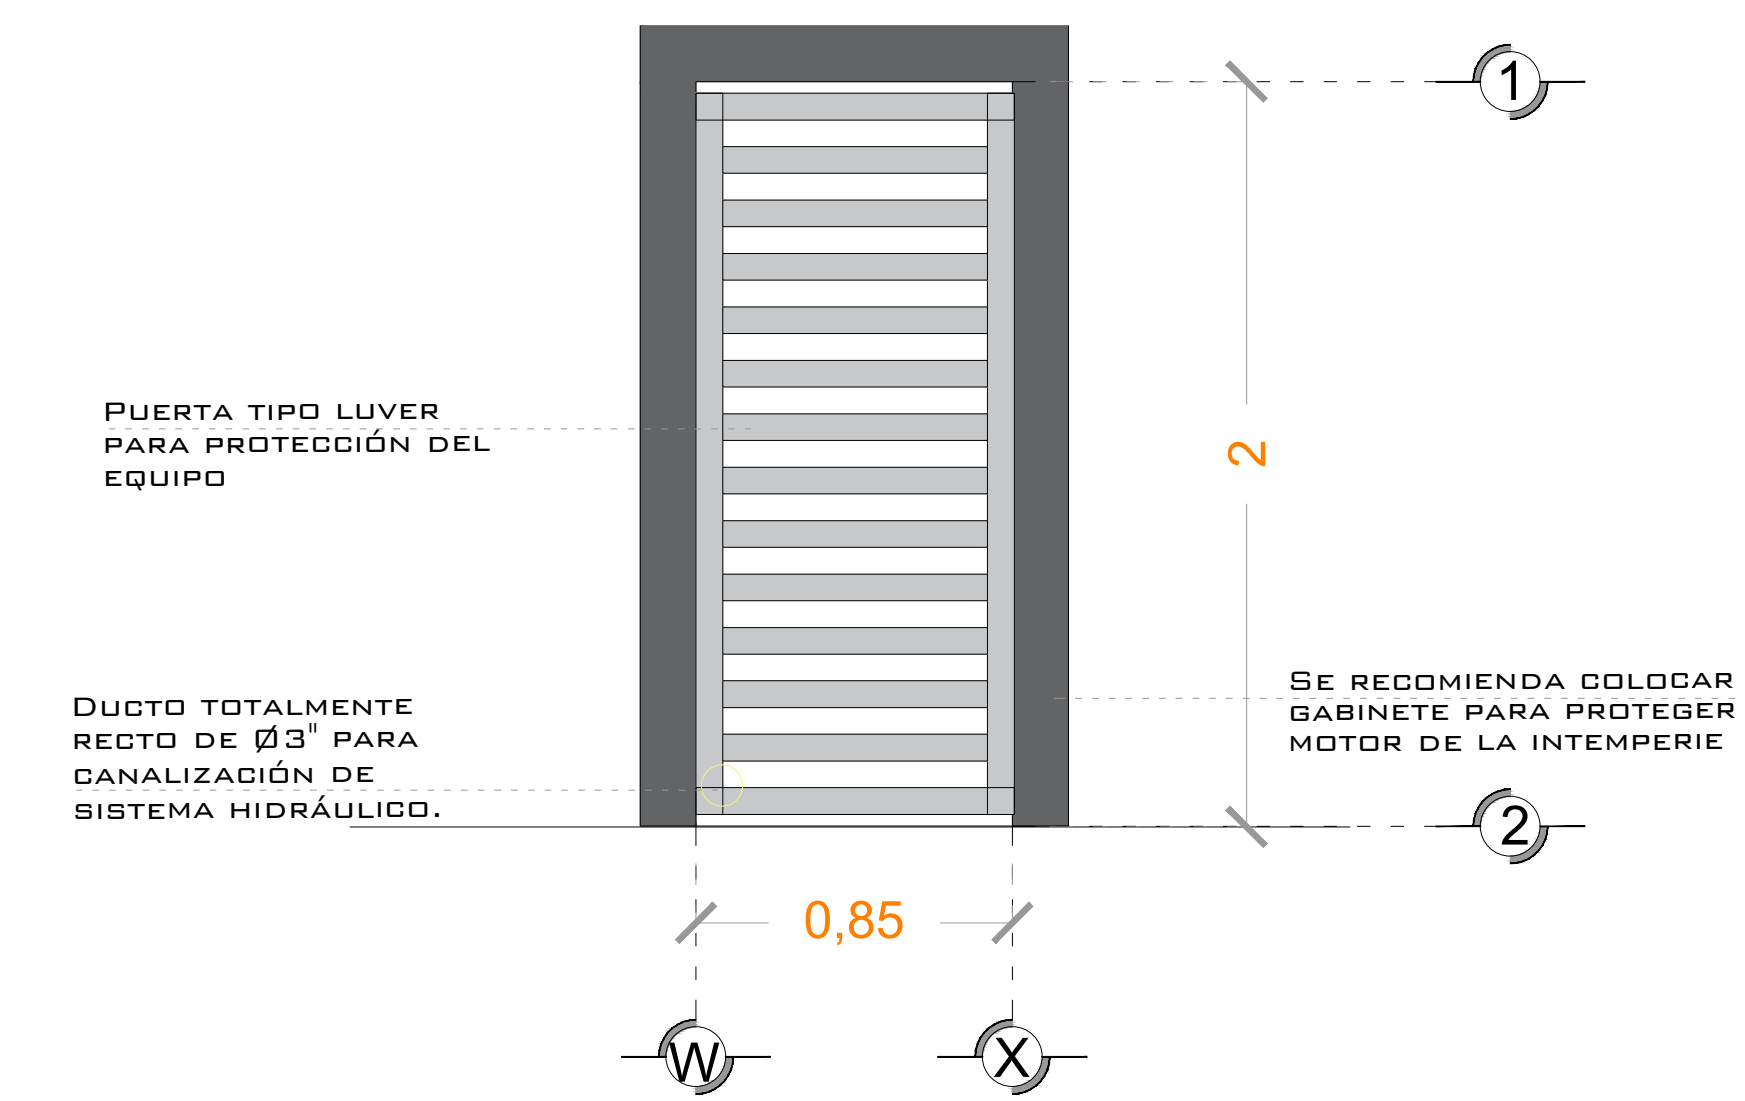 1
PUERTA TIPO LUVER
PARA PROTECCIÓN DEL
EQUIPO
2
DUCTO TOTALMENTE
RECTO DE Ø3" PARA
CANALIZACIÓN DE
SISTEMA HIDRÁULICO.
SE RECOMIENDA COLOCAR
GABINETE PARA PROTEGER
MOTOR DE LA INTEMPERIE
2
0,85
W
X